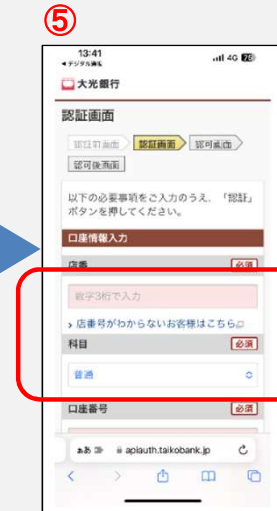 ⑤
13:41
◀デジタル通帳
4G
大光銀行
認証画面
認証前画面 認証画面 認可画面
認可後画面
以下の必要事項をご入力のうえ、「認証」
ボタンを押してください。
口座情報入力
店番 必須
数字3桁で入力
› 店番号がわからないお客様はこちら
科目 必須
普通
口座番号 必須
ぁあ apiauth.taikobank.jp